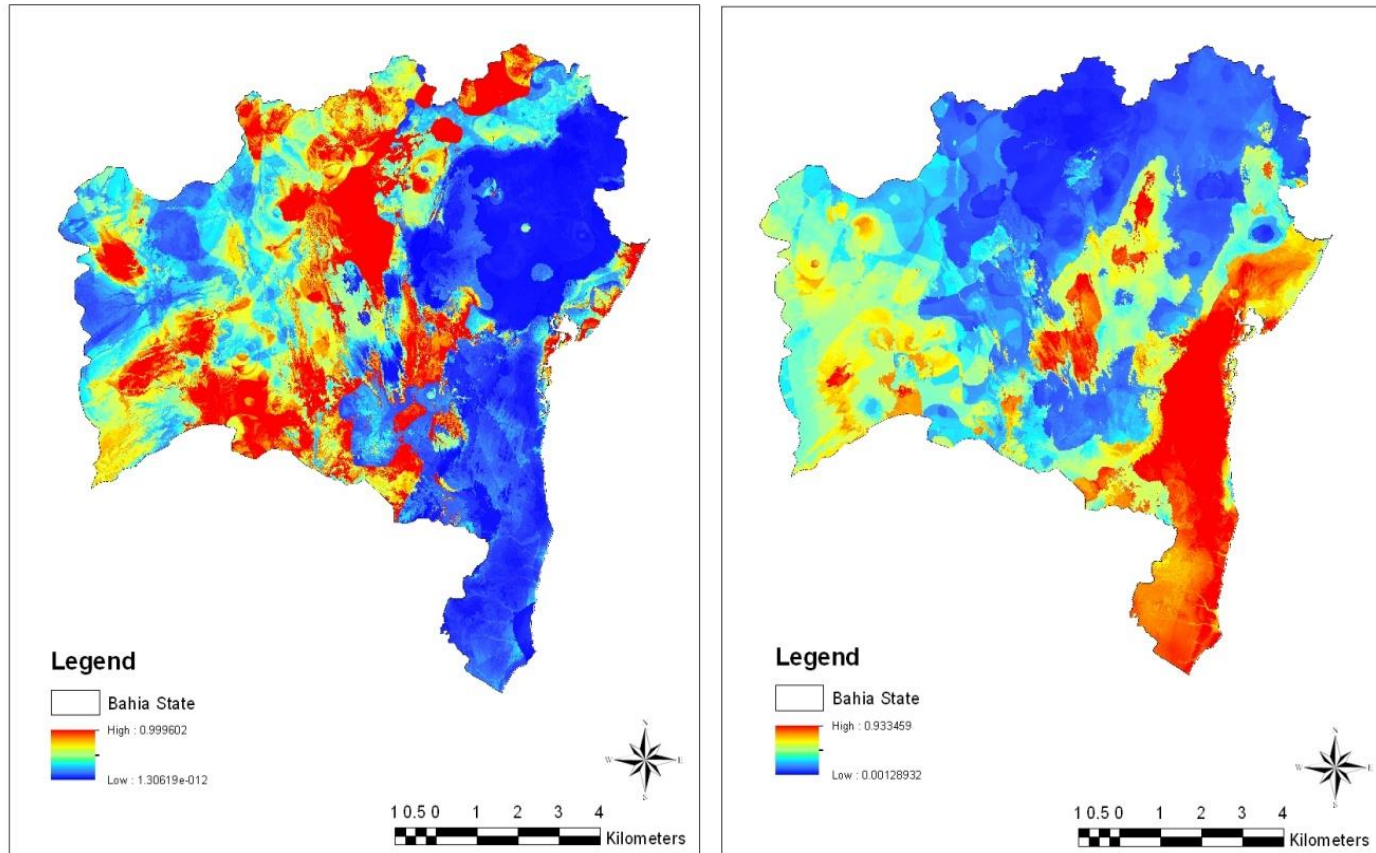 Legend
Bahia State
High : 0.999602
Low : 1.30619e-012
N
W E
S
1 0.5 0 1 2 3 4
Kilometers
Legend
Bahia State
High : 0.933459
Low : 0.00128932
N
W E
S
1 0.5 0 1 2 3 4
Kilometers